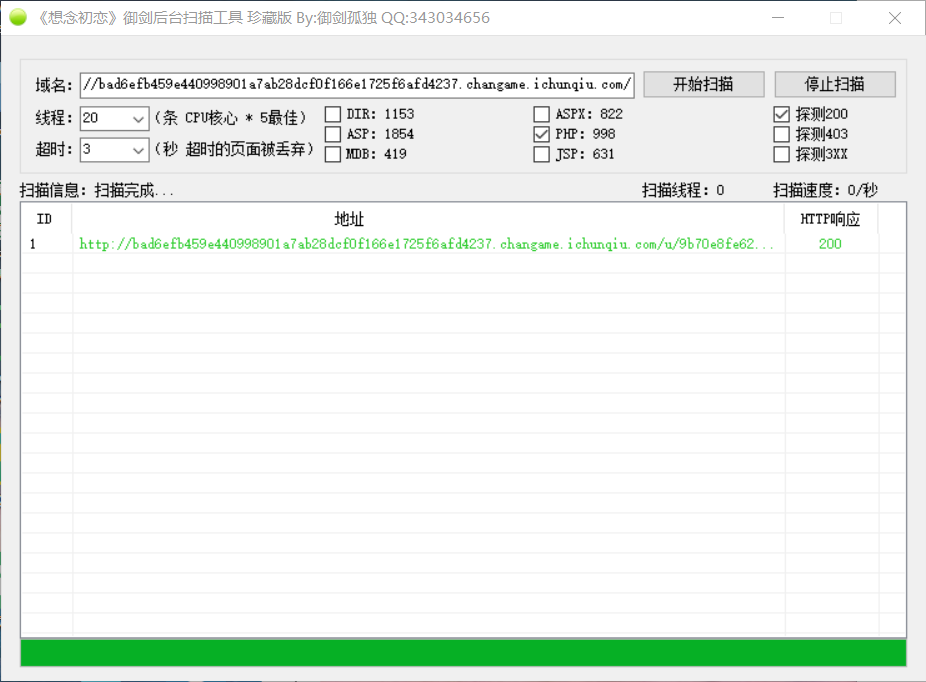 《想念初恋》御剑后台扫描工具 珍藏版 By:御剑孤独 QQ:343034656
域名: //bad6efb459e440998901a7ab28dcf0f166e1725f6afd4237.changame.ichunqiu.com/ 开始扫描 停止扫描
线程: 20 (条 CPU核心 * 5最佳) DIR: 1153 ASPX: 822 探测200
ASP: 1854 PHP: 998 探测403
超时: 3 (秒 超时的页面被丢弃) MDB: 419 JSP: 631 探测3XX
扫描信息: 扫描完成... 扫描线程: 0 扫描速度: 0/秒
ID 地址 HTTP响应
1 http://bad6efb459e440998901a7ab28dcf0f166e1725f6afd4237.changame.ichunqiu.com/u/9b70e8fe62... 200